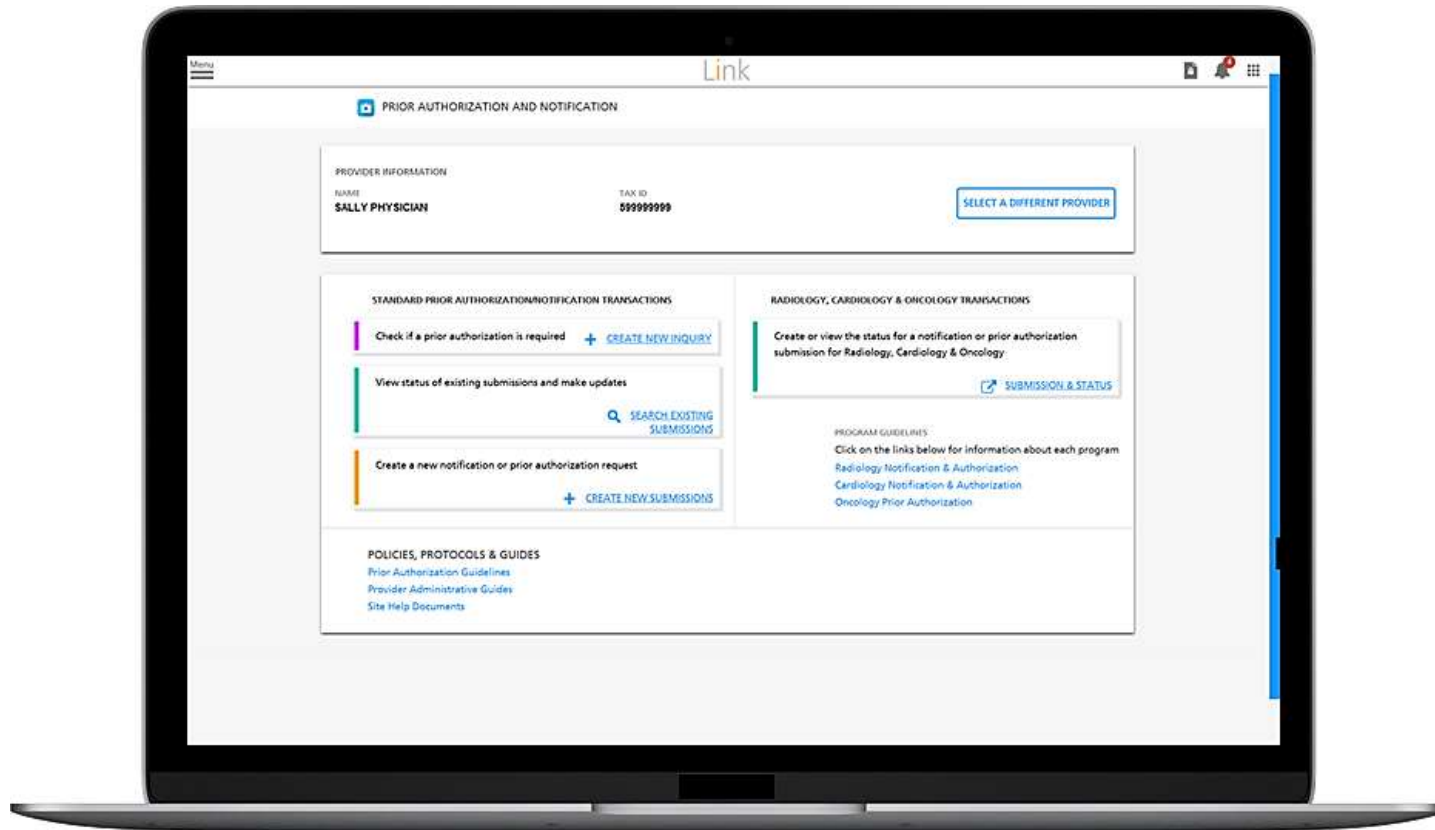 Menu
Link
4
PRIOR AUTHORIZATION AND NOTIFICATION
PROVIDER INFORMATION
NAME
SALLY PHYSICIAN
TAX ID
599999999
SELECT A DIFFERENT PROVIDER
STANDARD PRIOR AUTHORIZATION/NOTIFICATION TRANSACTIONS
Check if a prior authorization is required
CREATE NEW INQUIRY
View status of existing submissions and make updates
SEARCH EXISTING
SUBMISSIONS
Create a new notification or prior authorization request
CREATE NEW SUBMISSIONS
RADIOLOGY, CARDIOLOGY & ONCOLOGY TRANSACTIONS
Create or view the status for a notification or prior authorization
submission for Radiology, Cardiology & Oncology
SUBMISSION & STATUS
PROGRAM GUIDELINES
Click on the links below for information about each program
Radiology Notification & Authorization
Cardiology Notification & Authorization
Oncology Prior Authorization
POLICIES, PROTOCOLS & GUIDES
Prior Authorization Guidelines
Provider Administrative Guides
Site Help Documents